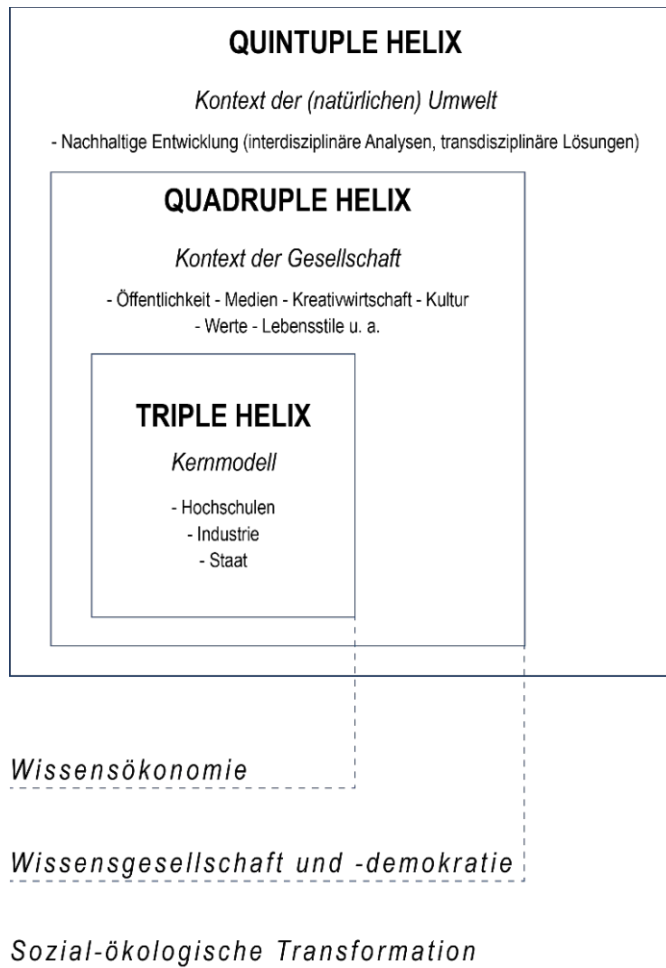 QUINTUPLE HELIX
Kontext der (natürlichen) Umwelt
- Nachhaltige Entwicklung (interdisziplinäre Analysen, transdisziplinäre Lösungen)
QUADRUPLE HELIX
Kontext der Gesellschaft
- Öffentlichkeit - Medien - Kreativwirtschaft - Kultur
- Werte - Lebensstile u. a.
TRIPLE HELIX
Kernmodell
- Hochschulen
- Industrie
- Staat
Wissensökonomie
Wissensgesellschaft und -demokratie
Sozial-ökologische Transformation